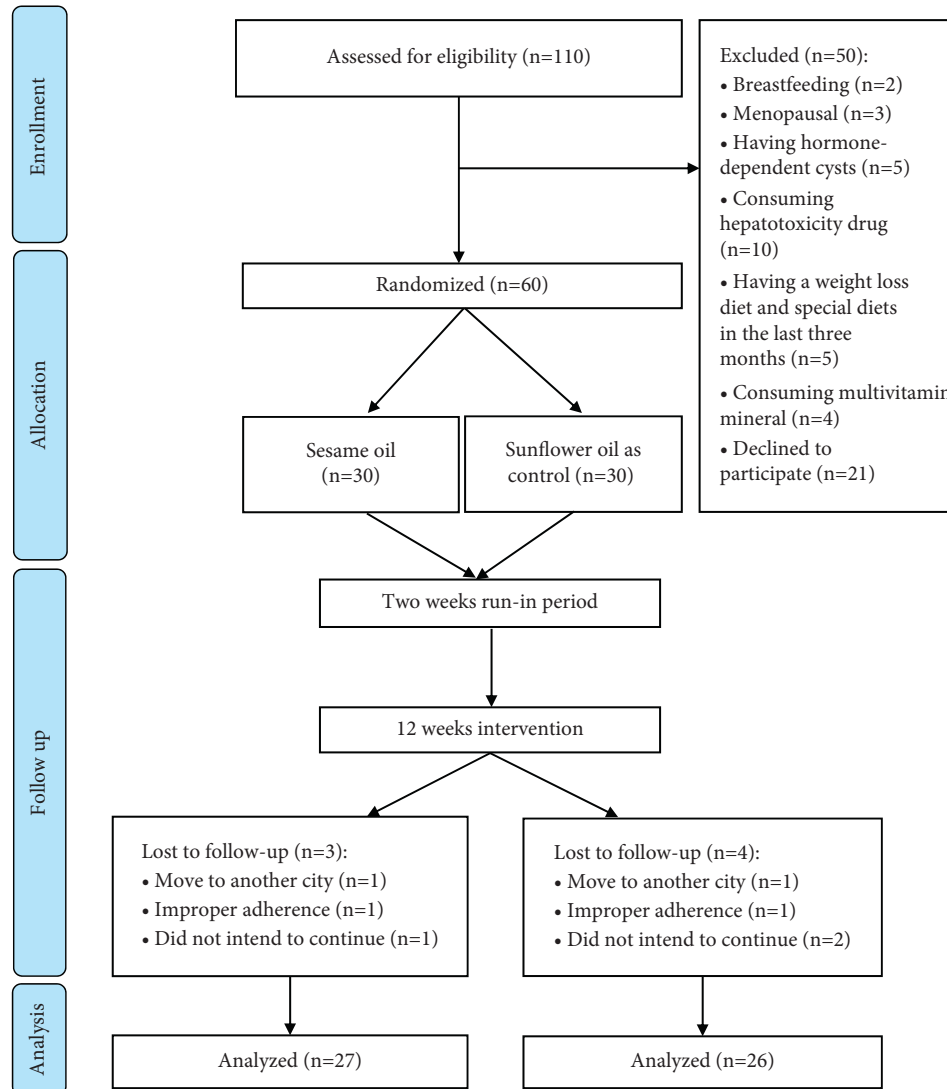 Enrollment
Assessed for eligibility (n=110)
Excluded (n=50):
• Breastfeeding (n=2)
• Menopausal (n=3)
• Having hormone-
dependent cysts (n=5)
• Consuming
hepatotoxicity drug
(n=10)
• Having a weight loss
diet and special diets
in the last three
months (n=5)
• Consuming multivitamin
mineral (n=4)
• Declined to
participate (n=21)
Randomized (n=60)
Allocation
Sesame oil
(n=30)
Sunflower oil as
control (n=30)
Two weeks run-in period
Follow up
12 weeks intervention
Lost to follow-up (n=3):
• Move to another city (n=1)
• Improper adherence (n=1)
• Did not intend to continue (n=1)
Lost to follow-up (n=4):
• Move to another city (n=1)
• Improper adherence (n=1)
• Did not intend to continue (n=2)
Analysis
Analyzed (n=27)
Analyzed (n=26)